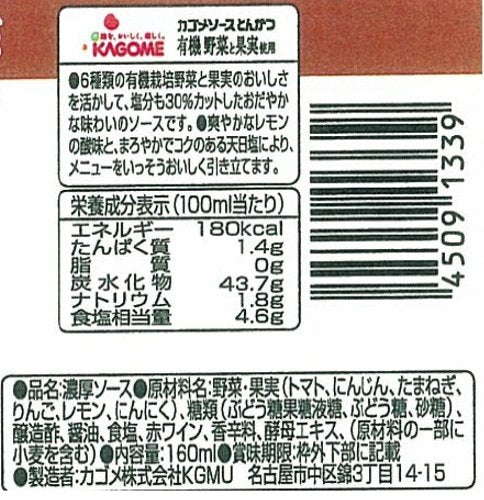 畑を、おいしく、楽しく。
KAGOME
カゴメソースとんかつ
有機野菜と果実使用
●6種類の有機栽培野菜と果実のおいしさ
を活かして、塩分も30%カットしたおだやか
な味わいのソースです。●爽やかなレモン
の酸味と、まろやかでコクのある天日塩により、
メニューをいっそうおいしく引き立てます。
栄養成分表示(100ml当たり)
エネルギー 180kcal
たんぱく質 1.4g
脂質 0g
炭水化物 43.7g
ナトリウム 1.8g
食塩相当量 4.6g
4509 1339
●品名:濃厚ソース●原材料名:野菜・果実(トマト、にんじん、たまねぎ、
りんご、レモン、にんにく)、糖類(ぶどう糖果糖液糖、ぶどう糖、砂糖)、
醸造酢、醤油、食塩、赤ワイン、香辛料、酵母エキス、(原材料の一部に
小麦を含む)●内容量:160ml●賞味期限:枠外下部に記載
●製造者:カゴメ株式会社KGMU 名古屋市中区錦3丁目14-15